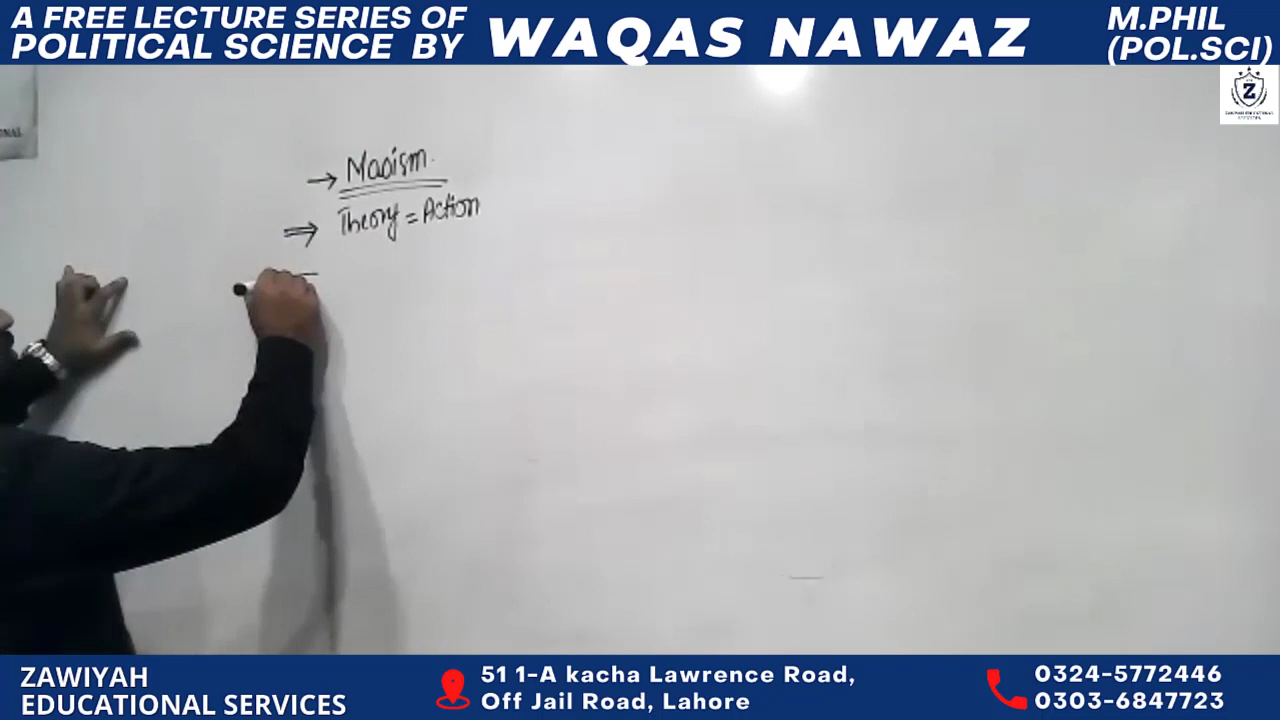 A FREE LECTURE SERIES OF
POLITICAL SCIENCE BY
WAQAS NAWAZ
M.PHIL
(POL.SCI)
Z
→ Maoism.
⇒ Theory = Action
ZAWIYAH
EDUCATIONAL SERVICES
51 1-A kacha Lawrence Road,
Off Jail Road, Lahore
0324-5772446
0303-6847723